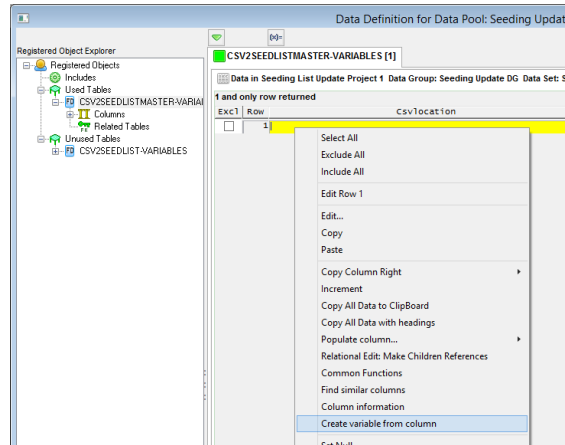 Data Definition for Data Pool: Seeding Updat
{x}=
Registered Object Explorer
Registered Objects
Includes
Used Tables
FD CSV2SEEDLISTMASTER-VARIAI
Columns
Related Tables
Unused Tables
FD CSV2SEEDLIST-VARIABLES
CSV2SEEDLISTMASTER-VARIABLES [1]
Data in Seeding List Update Project 1 Data Group: Seeding Update DG Data Set: S
1 and only row returned
Excl Row Csvlocation
1
Select All
Exclude All
Include All
Edit Row 1
Edit...
Copy
Paste
Copy Column Right
Increment
Copy All Data to ClipBoard
Copy All Data with headings
Populate column...
Relational Edit: Make Children References
Common Functions
Find similar columns
Column information
Create variable from column
Set Null